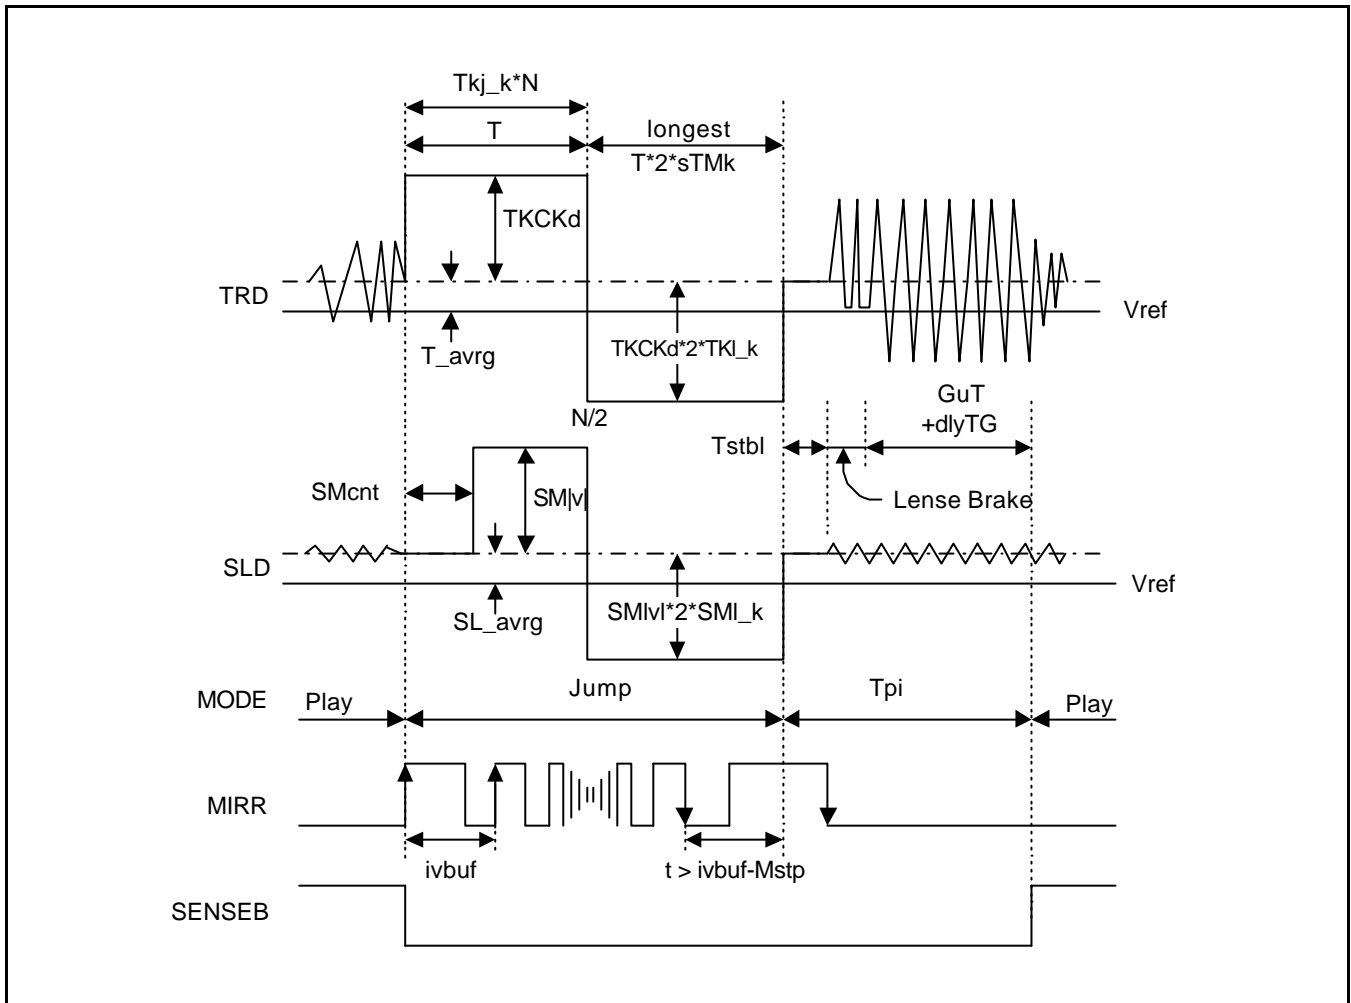 Tkj_k*N
T
longest
T*2*sTMk
TKCKd
TRD
Vref
T_avrg
TKCKd*2*TKl_k
N/2
GuT
+dlyTG
Tstbl
SMcnt
SM|v|
Lense Brake
SLD
Vref
SL_avrg
SMlvl*2*SMl_k
MODE
Play
Jump
Tpi
Play
MIRR
ivbuf
t > ivbuf-Mstp
SENSEB